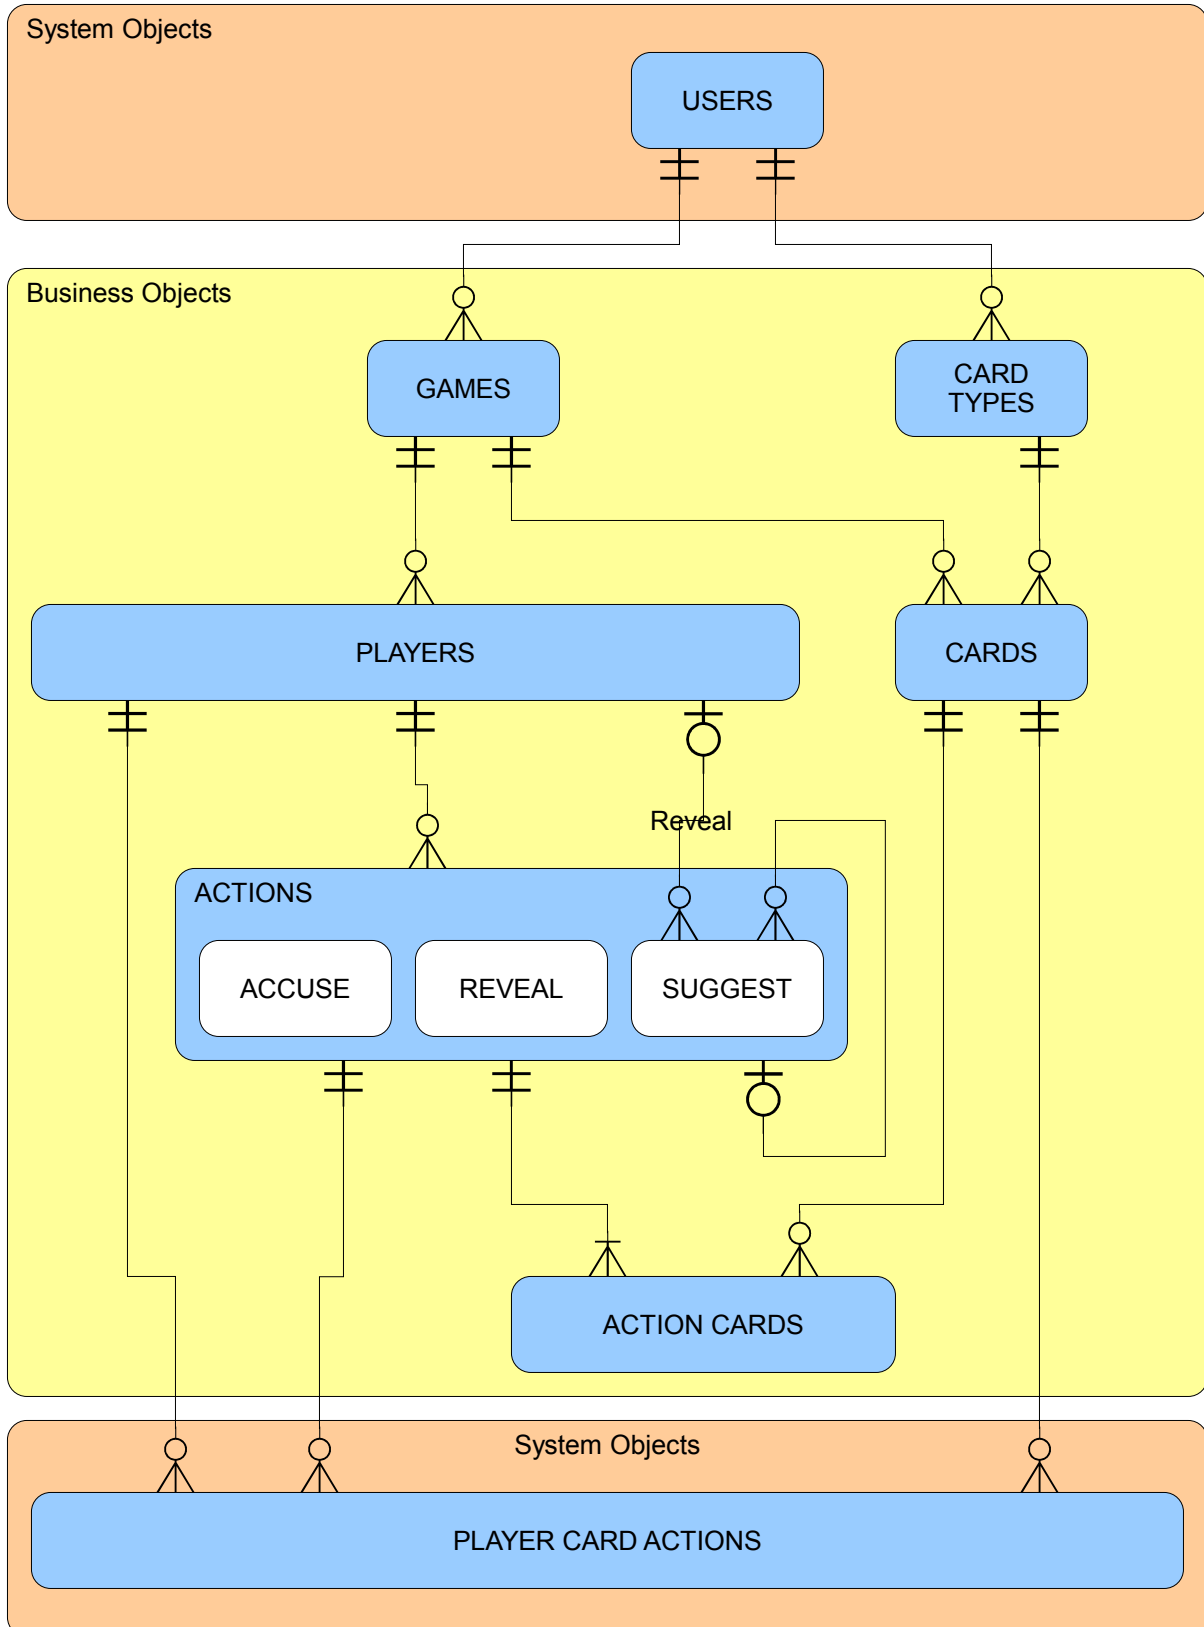 System Objects
USERS
Business Objects
GAMES
CARD
TYPES
PLAYERS
CARDS
Reveal
ACTIONS
ACCUSE
REVEAL
SUGGEST
ACTION CARDS
System Objects
PLAYER CARD ACTIONS